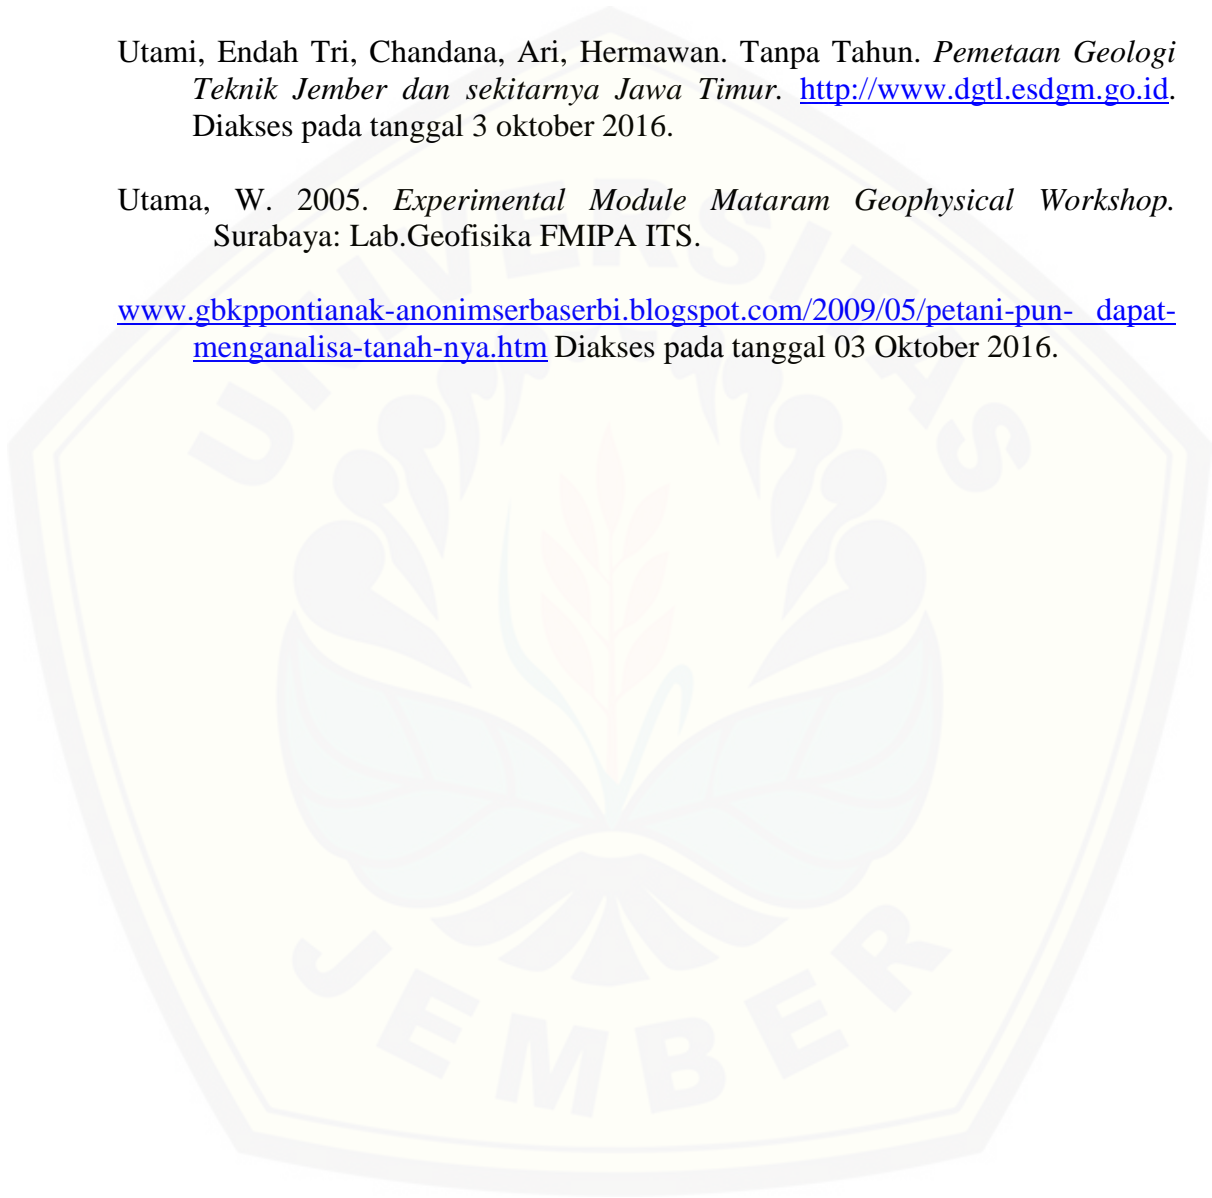 Utami, Endah Tri, Chandana, Ari, Hermawan. Tanpa Tahun. Pemetaan Geologi
Teknik Jember dan sekitarnya Jawa Timur. http://www.dgtl.esdgm.go.id.
Diakses pada tanggal 3 oktober 2016.
Utama, W. 2005. Experimental Module Mataram Geophysical Workshop.
Surabaya: Lab.Geofisika FMIPA ITS.
www.gbkppontianak-anonimserbaserbi.blogspot.com/2009/05/petani-pun- dapat-
menganalisa-tanah-nya.htm Diakses pada tanggal 03 Oktober 2016.
UNIVERSITAS
JEMBER